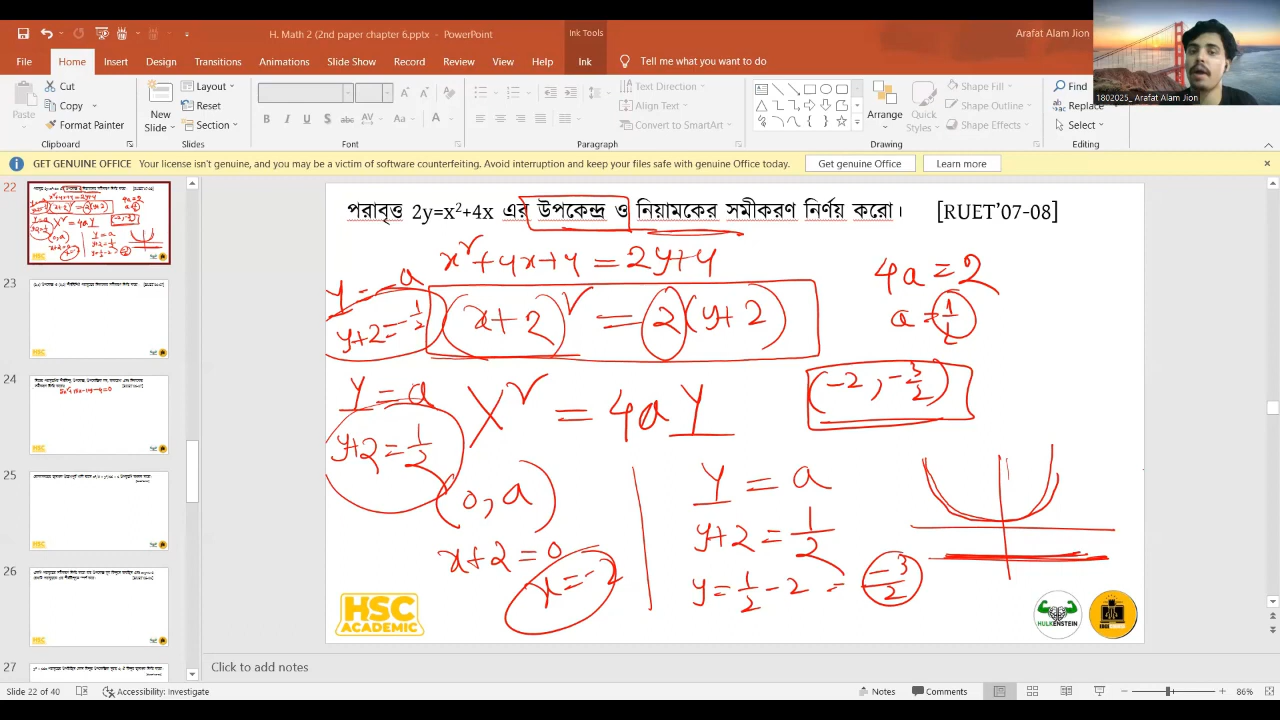 H. Math 2 (2nd paper chapter 6.pptx - PowerPoint
Ink Tools
Arafat Alam Jion
File Home Insert Design Transitions Animations Slide Show Record Review View Help Ink Tell me what you want to do
Paste
Cut
Copy
Format Painter
Clipboard
New Slide
Layout
Reset
Section
Slides
Font
Paragraph
Text Direction
Align Text
Convert to SmartArt
Arrange
Quick Styles
Shape Fill
Shape Outline
Shape Effects
Drawing
Find
Replace
Select
Editing
1802025_ Arafat Alam Jion
GET GENUINE OFFICE Your license isn't genuine, and you may be a victim of software counterfeiting. Avoid interruption and keep your files safe with genuine Office today. Get genuine Office Learn more
22
23
24
25
26
27
পরাবৃত্ত 2y=x²+4x এর উপকেন্দ্র ও নিয়ামকের সমীকরণ নির্ণয় করো। [RUET'07-08]
x²+4x+4 = 2y+4
(x+2)² = 2(y+2)
4a = 2
a = 1/2
Y = -a
y+2 = -1/2
Y = a
y+2 = 1/2
X² = 4aY
(-2, -3/2)
(0, a)
x+2 = 0
x = -2
Y = a
y+2 = 1/2
y = 1/2 - 2 = -3/2
HSC ACADEMIC
HULKENSTEIN
Click to add notes
Slide 22 of 40 Accessibility: Investigate Notes Comments 86%